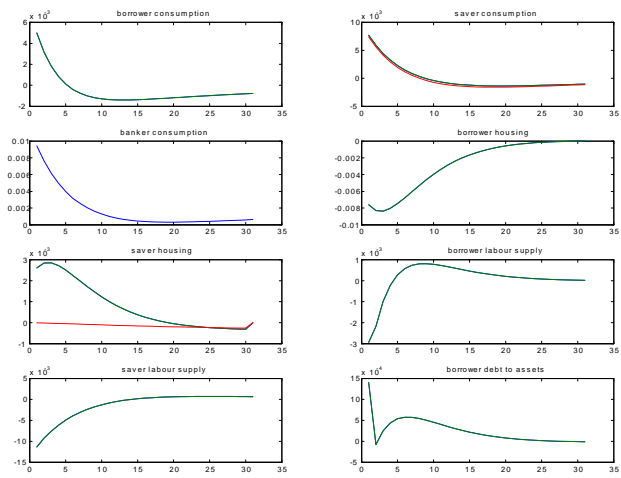 borrower consumption
x 10^-3
6
4
2
0
-2
0 5 10 15 20 25 30 35
saver consumption
x 10^-3
10
5
0
-5
0 5 10 15 20 25 30 35
banker consumption
0.01
0.008
0.006
0.004
0.002
0
0 5 10 15 20 25 30 35
borrower housing
0
-0.002
-0.004
-0.006
-0.008
-0.01
0 5 10 15 20 25 30 35
saver housing
x 10^-3
3
2
1
0
-1
0 5 10 15 20 25 30 35
borrower labour supply
x 10^-3
1
0
-1
-2
-3
0 5 10 15 20 25 30 35
saver labour supply
x 10^-3
5
0
-5
-10
-15
0 5 10 15 20 25 30 35
borrower debt to assets
x 10^-4
15
10
5
0
-5
0 5 10 15 20 25 30 35